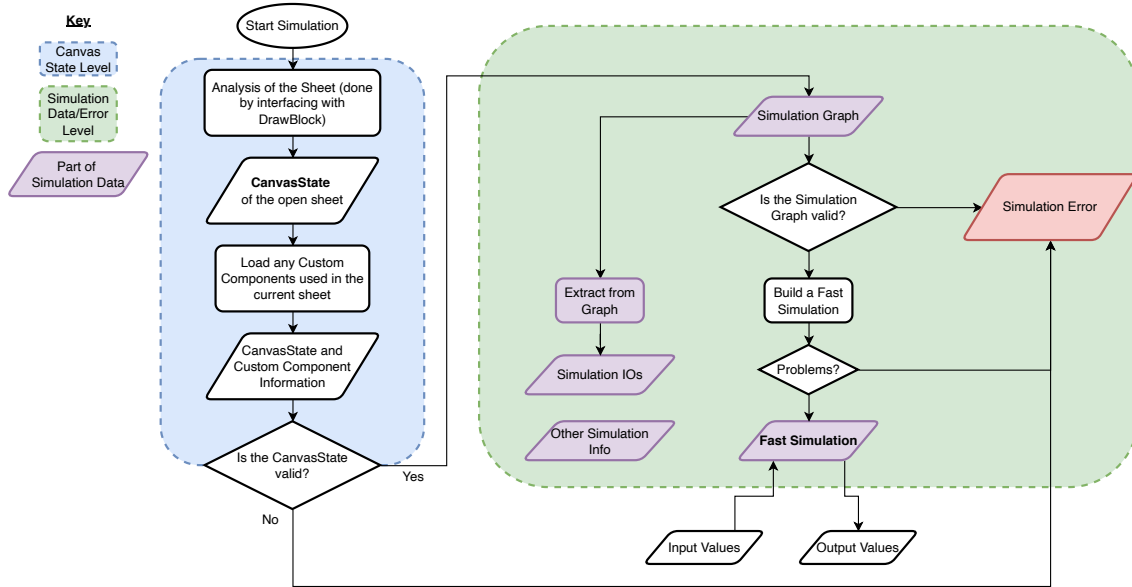 Key
Canvas
State Level
Simulation
Data/Error
Level
Part of
Simulation Data
Start Simulation
Analysis of the Sheet (done
by interfacing with
DrawBlock)
CanvasState
of the open sheet
Load any Custom
Components used in the
current sheet
CanvasState and
Custom Component
Information
Is the CanvasState
valid?
Yes
No
Simulation Graph
Is the Simulation
Graph valid?
Simulation Error
Extract from
Graph
Build a Fast
Simulation
Simulation IOs
Problems?
Other Simulation
Info
Fast Simulation
Input Values
Output Values